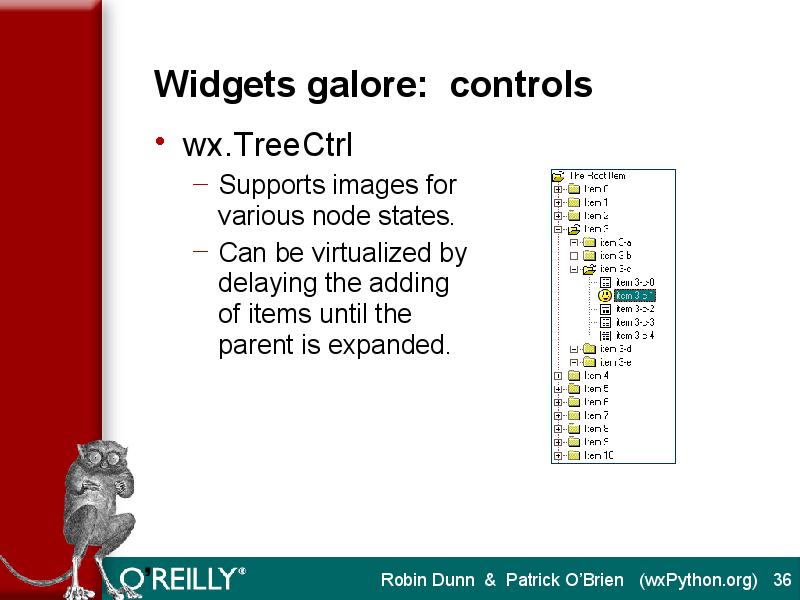 Widgets galore:  controls
• wx.TreeCtrl
– Supports images for
various node states.
– Can be virtualized by
delaying the adding
of items until the
parent is expanded.
The Root Item
Item 0
Item 1
Item 2
Item 3
item 3-a
item 3-b
item 3-c
item 3-c-0
item 3-c-1
item 3-c-2
item 3-c-3
item 3-c-4
item 3-d
item 3-e
Item 4
Item 5
Item 6
Item 7
Item 8
Item 9
Item 10
O'REILLY®
Robin Dunn & Patrick O'Brien (wxPython.org) 36